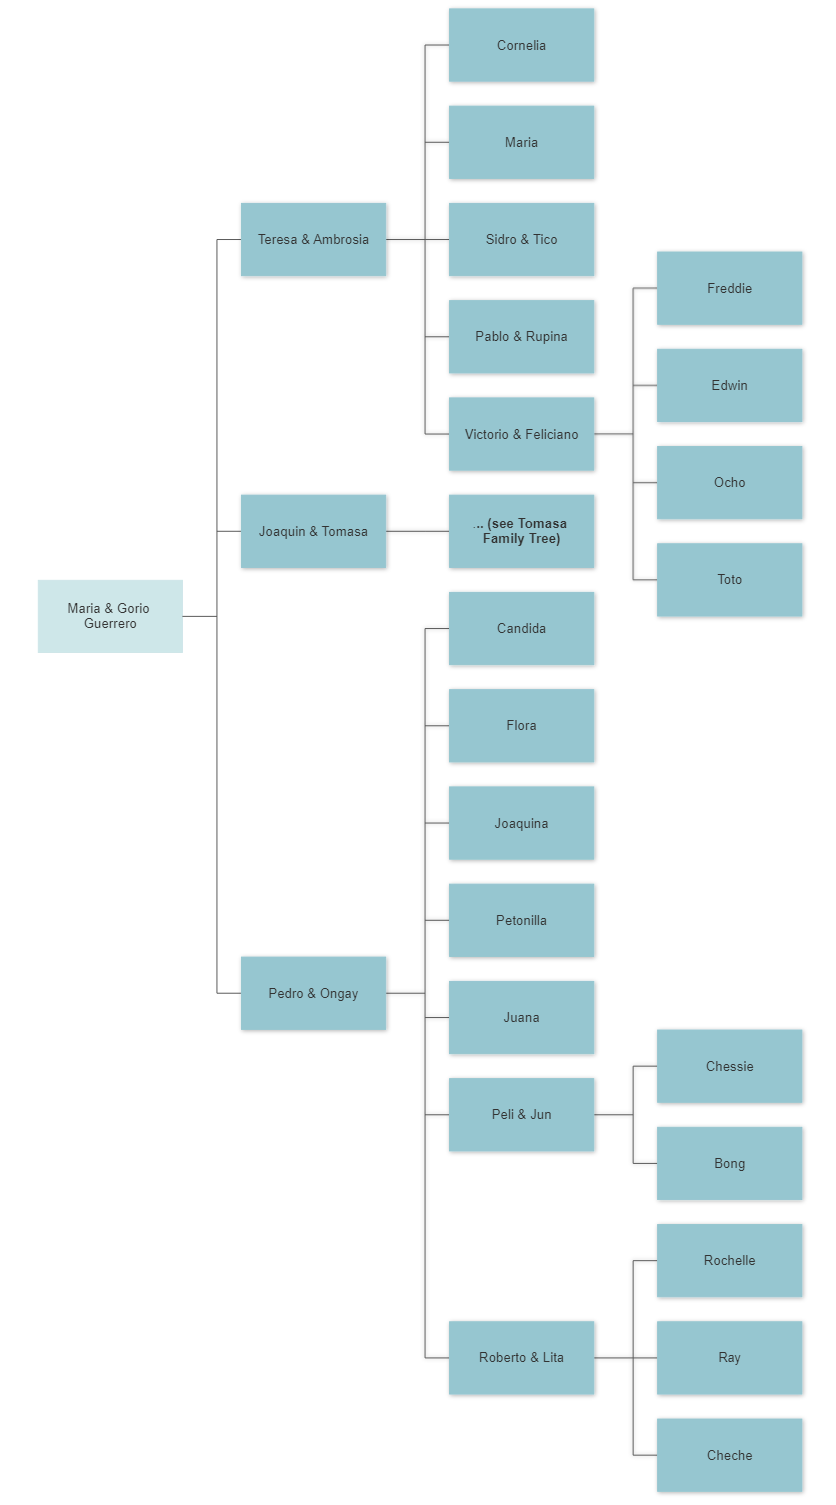 Cornelia
Maria
Teresa & Ambrosia
Sidro & Tico
Freddie
Pablo & Rupina
Edwin
Victorio & Feliciano
Ocho
Joaquin & Tomasa
... (see Tomasa
Family Tree)
Toto
Maria & Gorio
Guerrero
Candida
Flora
Joaquina
Petonilla
Pedro & Ongay
Juana
Chessie
Peli & Jun
Bong
Rochelle
Roberto & Lita
Ray
Cheche